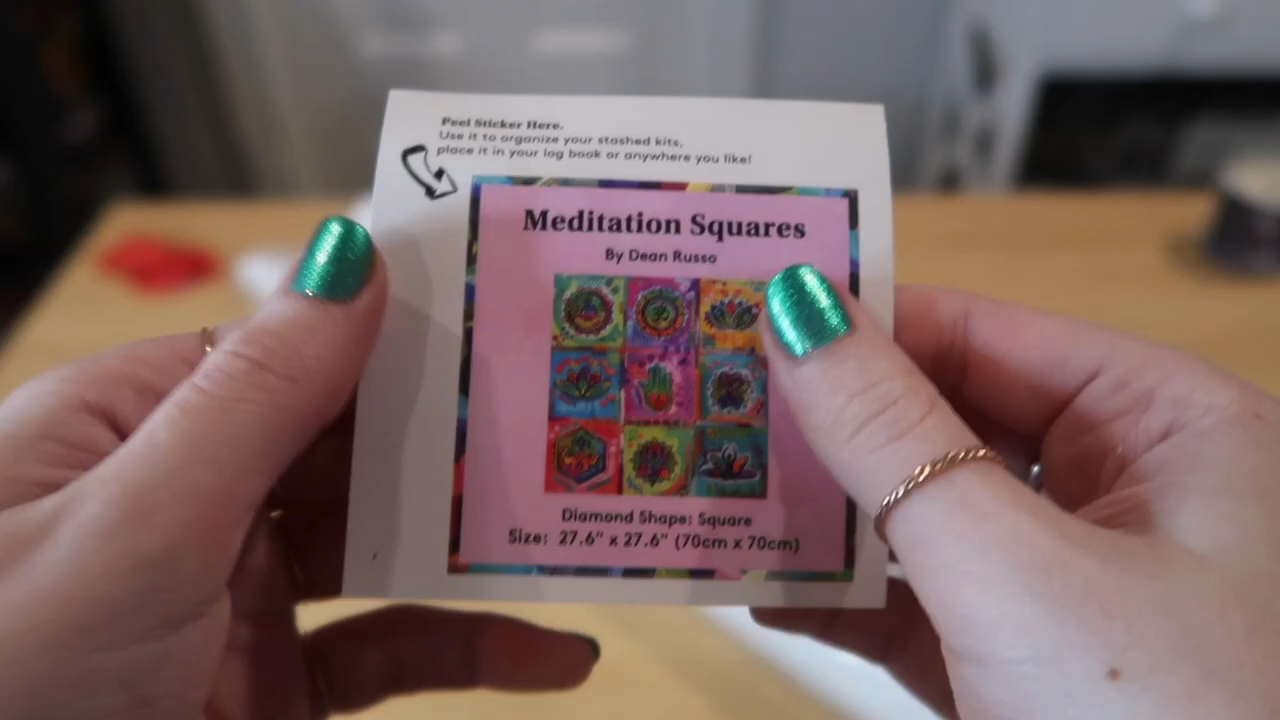 Peel Sticker Here.
Use it to organize your stashed kits,
place it in your log book or anywhere you like!
Meditation Squares
By Dean Russo
Diamond Shape: Square
Size: 27.6" x 27.6" (70cm x 70cm)